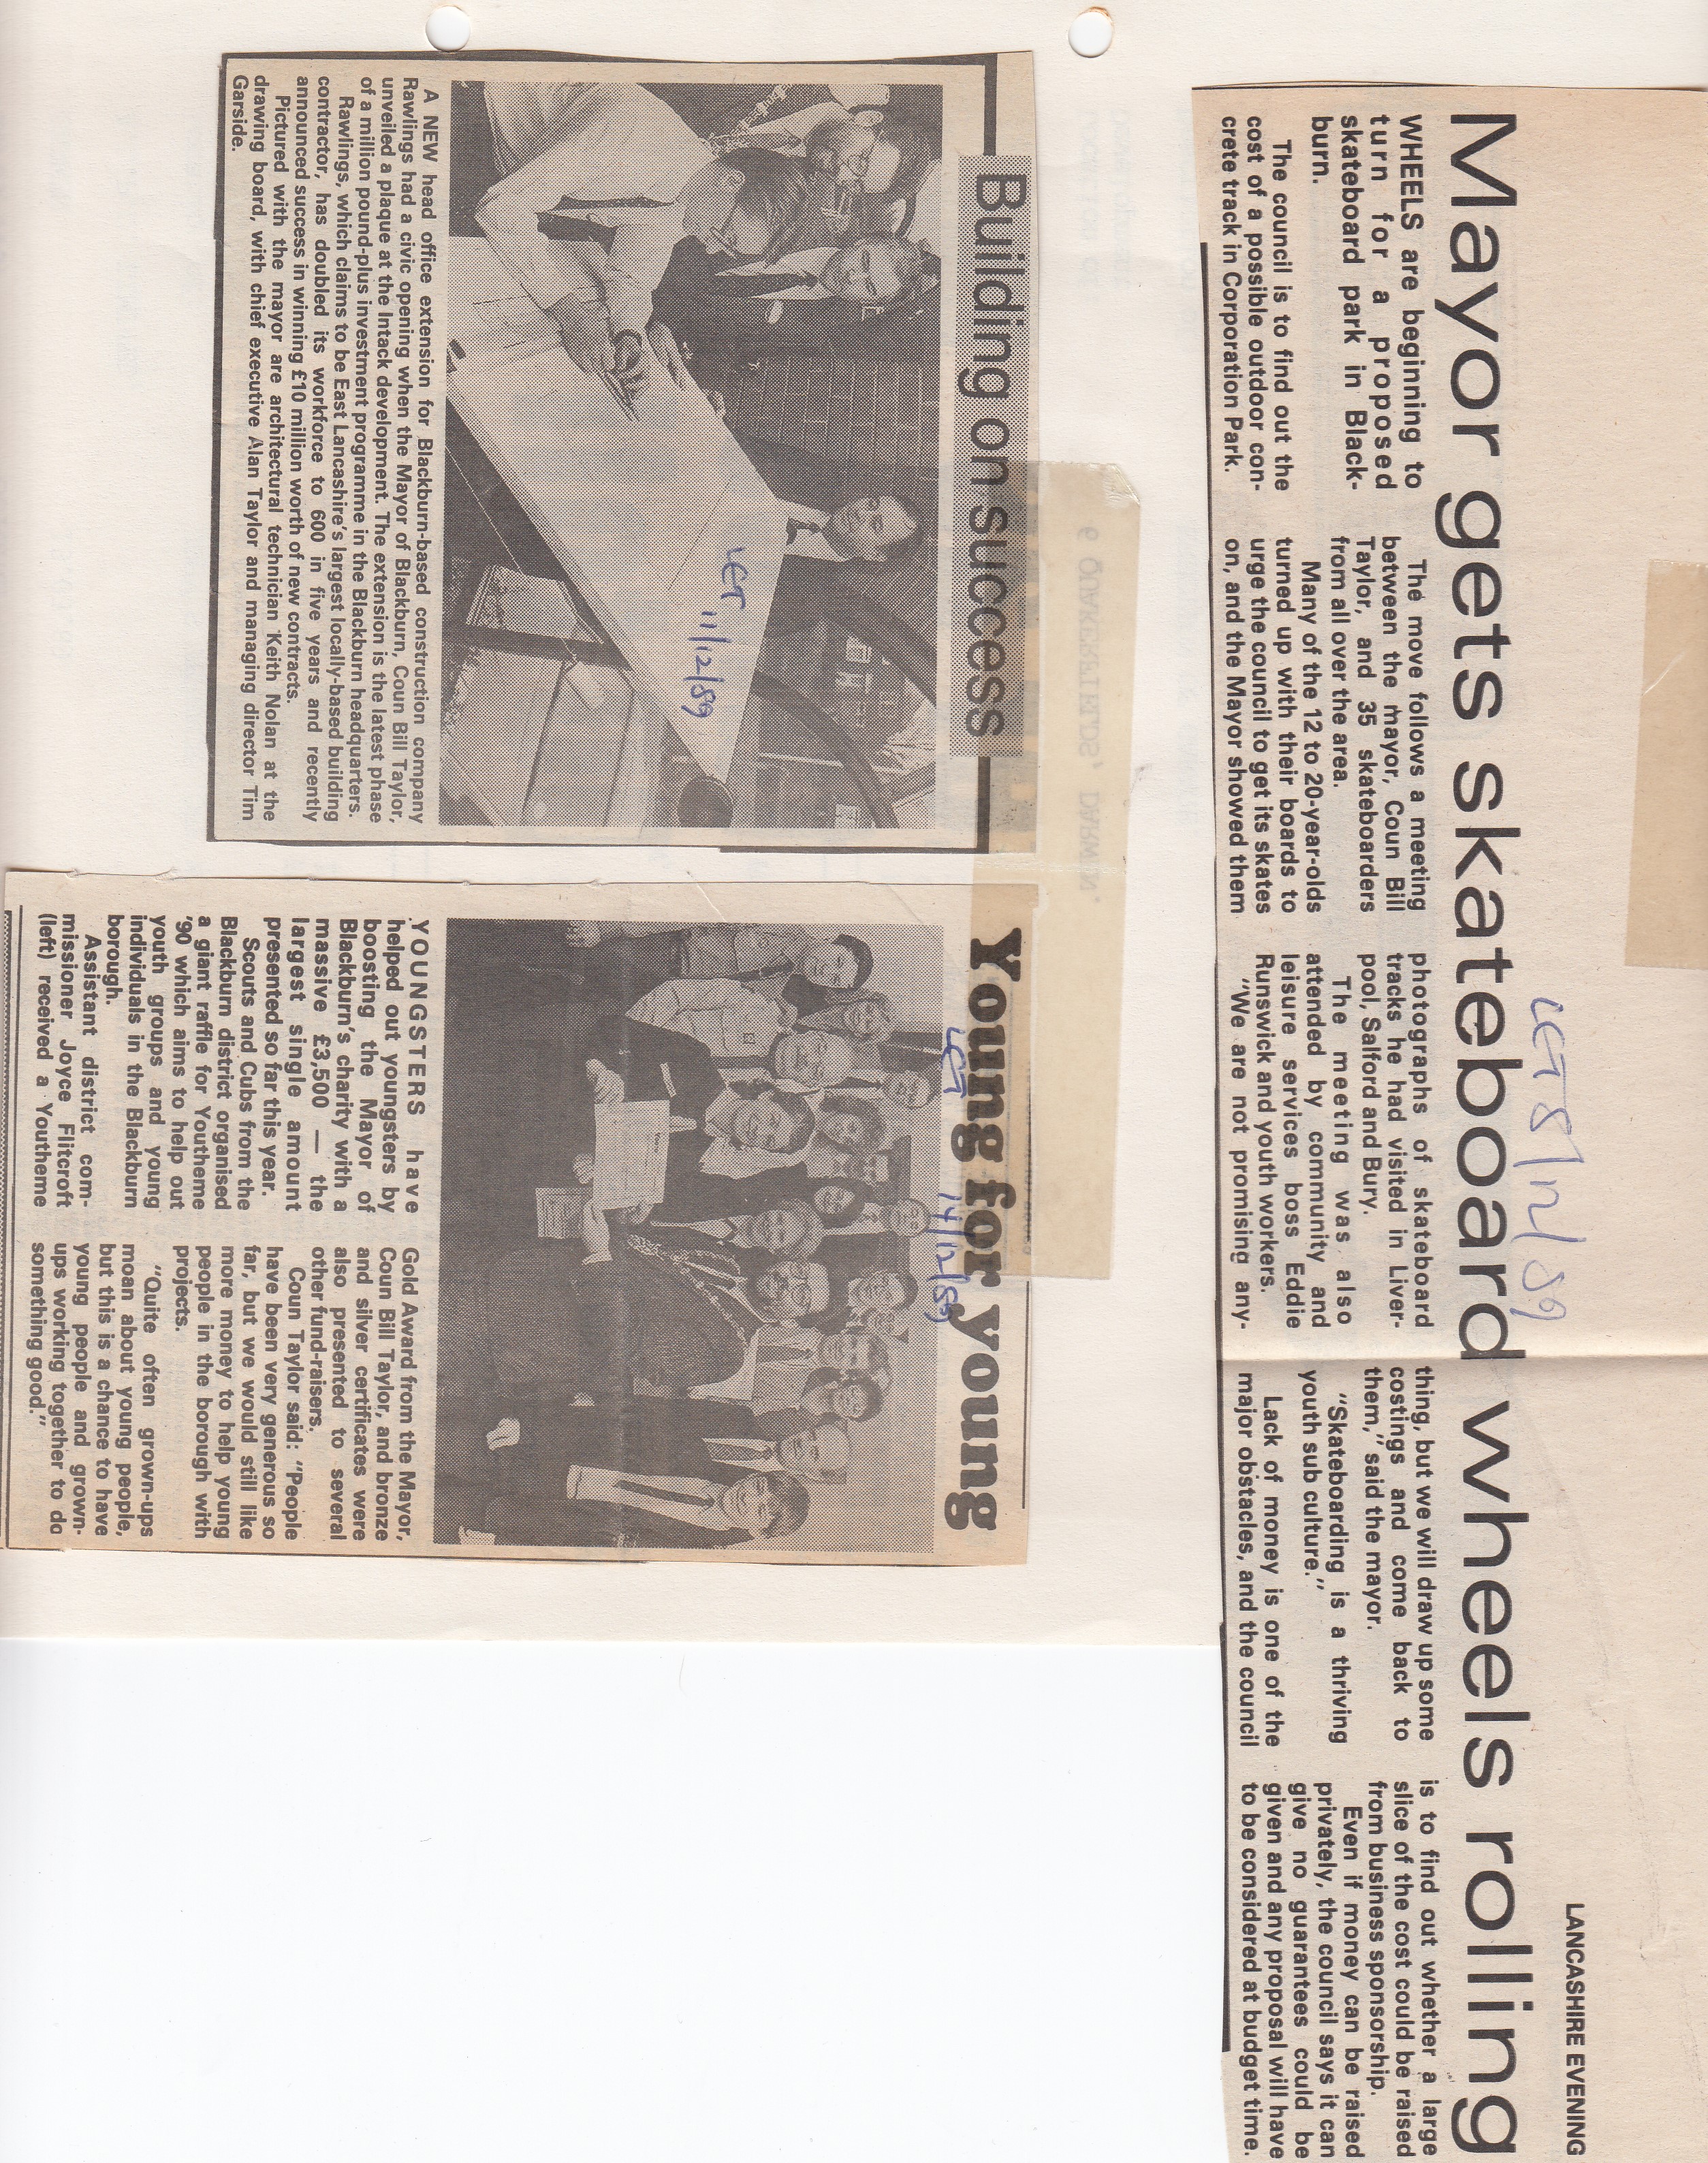 LANCASHIRE EVENING
LET 8/12/89
Mayor gets skateboard wheels rolling
WHEELS are beginning to
turn for a proposed
skateboard park in Black-
burn.
The council is to find out the
cost of a possible outdoor con-
crete track in Corporation Park.
The move follows a meeting
between the mayor, Coun Bill
Taylor, and 35 skateboarders
from all over the area.
Many of the 12 to 20-year-olds
turned up with their boards to
urge the council to get its skates
on, and the Mayor showed them
photographs of skateboard
tracks he had visited in Liver-
pool, Salford and Bury.
The meeting was also
attended by community and
leisure services boss Eddie
Runswick and youth workers.
"We are not promising any-
thing, but we will draw up some
costings and come back to
them," said the mayor.
"Skateboarding is a thriving
youth sub culture."
Lack of money is one of the
major obstacles, and the council
is to find out whether a large
slice of the cost could be raised
from business sponsorship.
Even if money can be raised
privately, the council says it can
give no guarantees could be
given and any proposal will have
to be considered at budget time.
Building on success
LET 11/12/89
A NEW head office extension for Blackburn-based construction company
Rawlings had a civic opening when the Mayor of Blackburn, Coun Bill Taylor,
unveiled a plaque at the Intack development. The extension is the latest phase
of a million pound-plus investment programme in the Blackburn headquarters.
Rawlings, which claims to be East Lancashire's largest locally-based building
contractor, has doubled its workforce to 600 in five years and recently
announced success in winning £10 million worth of new contracts.
Pictured with the mayor are architectural technician Keith Nolan at the
drawing board, with chief executive Alan Taylor and managing director Tim
Garside.
Young for young
LET 14/12/89
YOUNGSTERS have
helped out youngsters by
boosting the Mayor of
Blackburn's charity with a
massive £3,500 — the
largest single amount
presented so far this year.
Scouts and Cubs from the
Blackburn district organised
a giant raffle for Youtheme
'90 which aims to help out
youth groups and young
individuals in the Blackburn
borough.
Assistant district com-
missioner Joyce Flitcroft
(left) received a Youtheme
Gold Award from the Mayor,
Coun Bill Taylor, and bronze
and silver certificates were
also presented to several
other fund-raisers.
Coun Taylor said: "People
have been very generous so
far, but we would still like
more money to help young
people in the borough with
projects.
"Quite often grown-ups
moan about young people,
but this is a chance to have
young people and grown-
ups working together to do
something good."